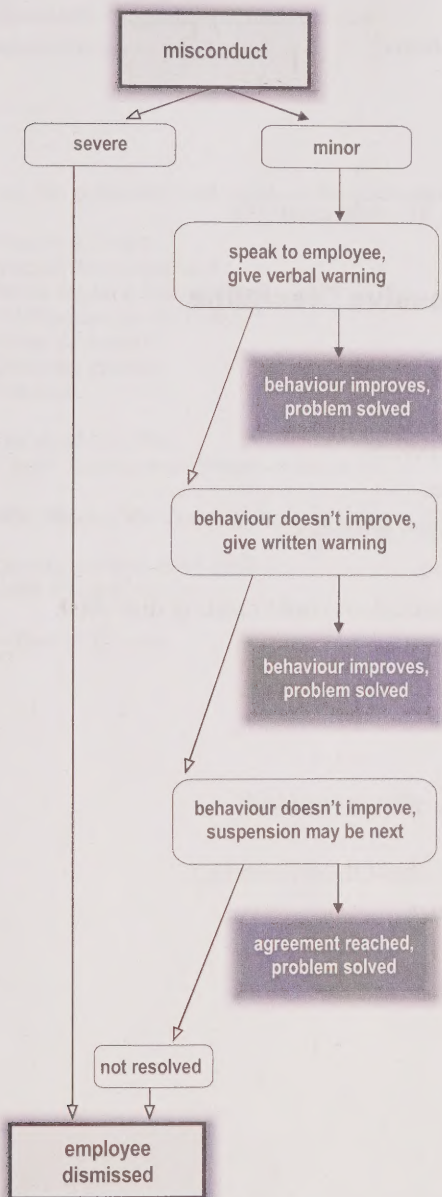 misconduct
severe
minor
speak to employee,
give verbal warning
behaviour improves,
problem solved
behaviour doesn't improve,
give written warning
behaviour improves,
problem solved
behaviour doesn't improve,
suspension may be next
agreement reached,
problem solved
not resolved
employee
dismissed